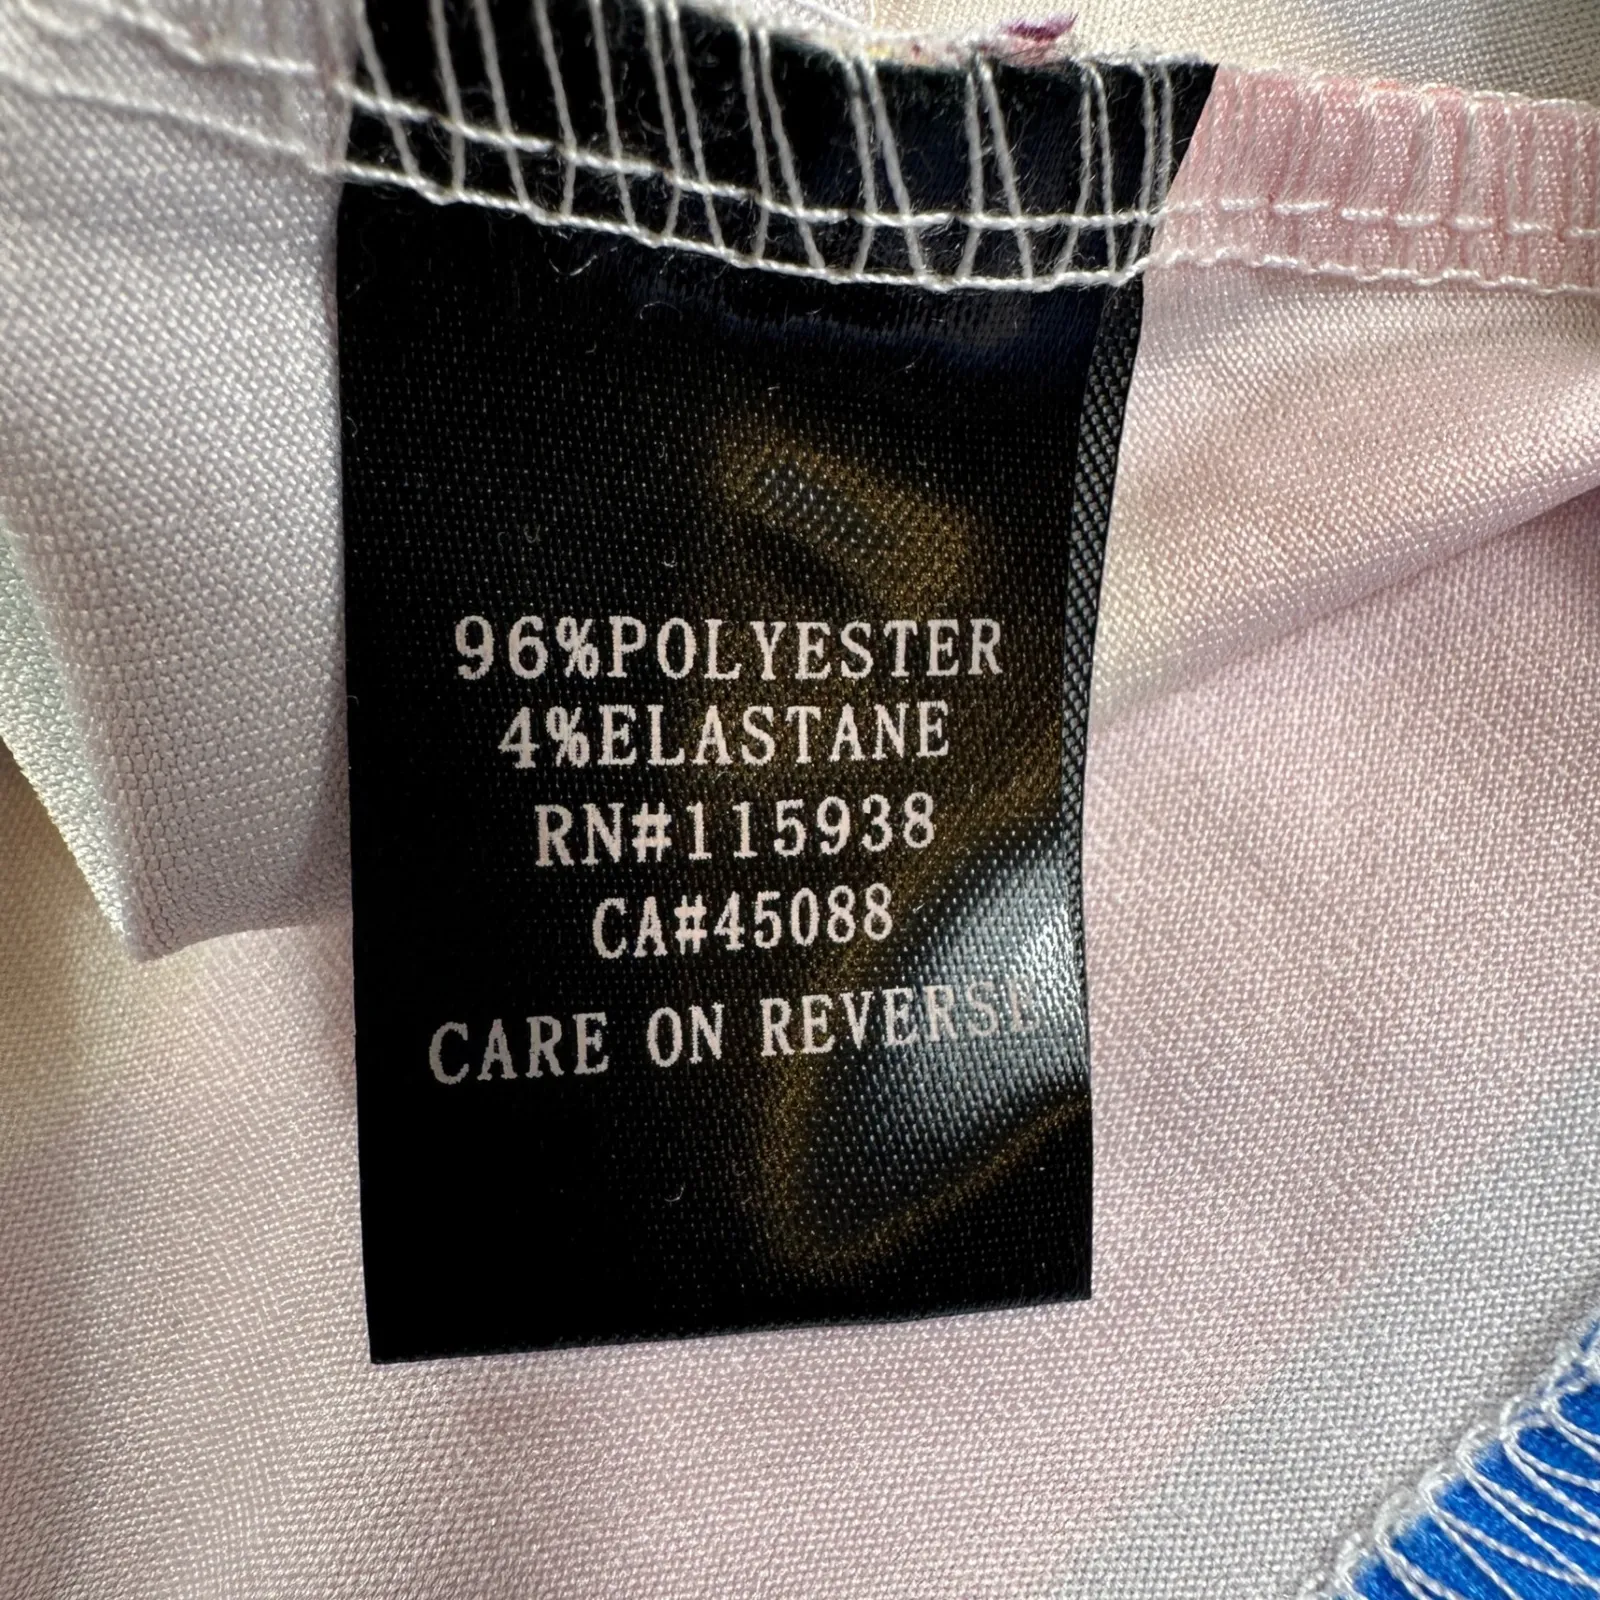 96%POLYESTER
4%ELASTANE
RN#115938
CA#45088
CARE ON REVERSE